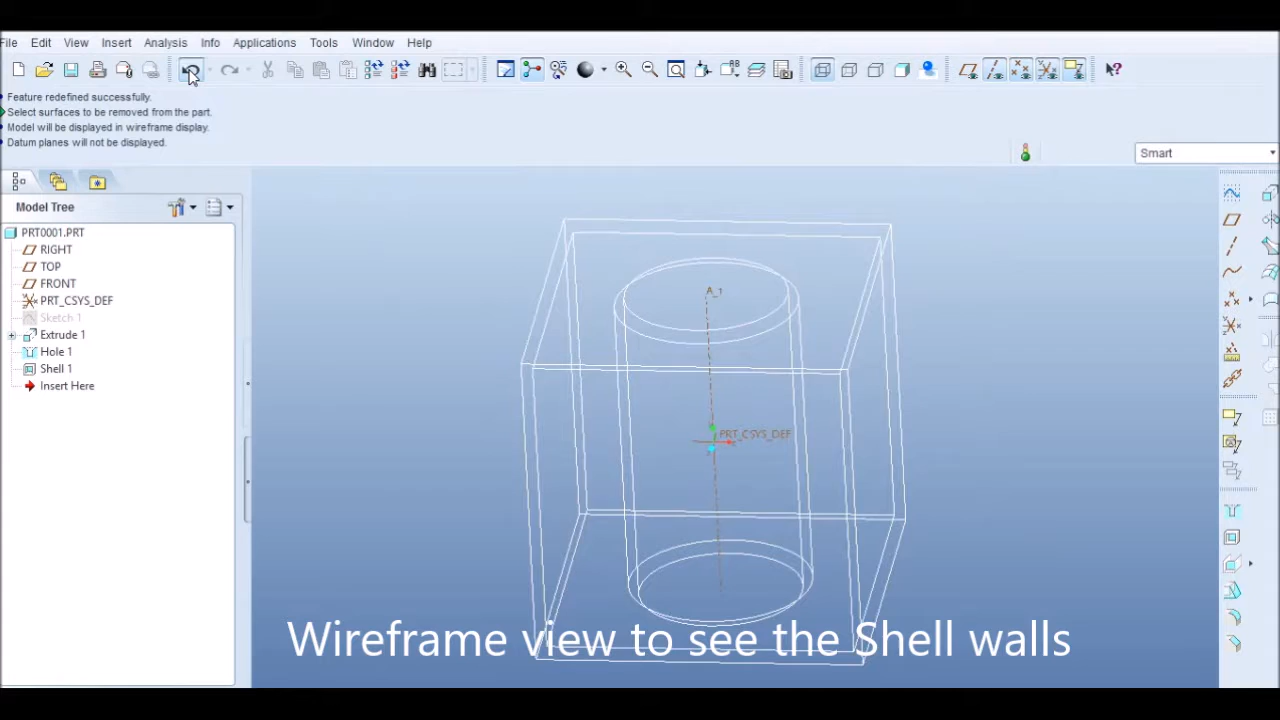 File Edit View Insert Analysis Info Applications Tools Window Help
Feature redefined successfully.
Select surfaces to be removed from the part.
Model will be displayed in wireframe display.
Datum planes will not be displayed.
Smart
Model Tree
PRT0001.PRT
RIGHT
TOP
FRONT
PRT_CSYS_DEF
Sketch 1
Extrude 1
Hole 1
Shell 1
Insert Here
A_1
PRT_CSYS_DEF
Wireframe view to see the Shell walls